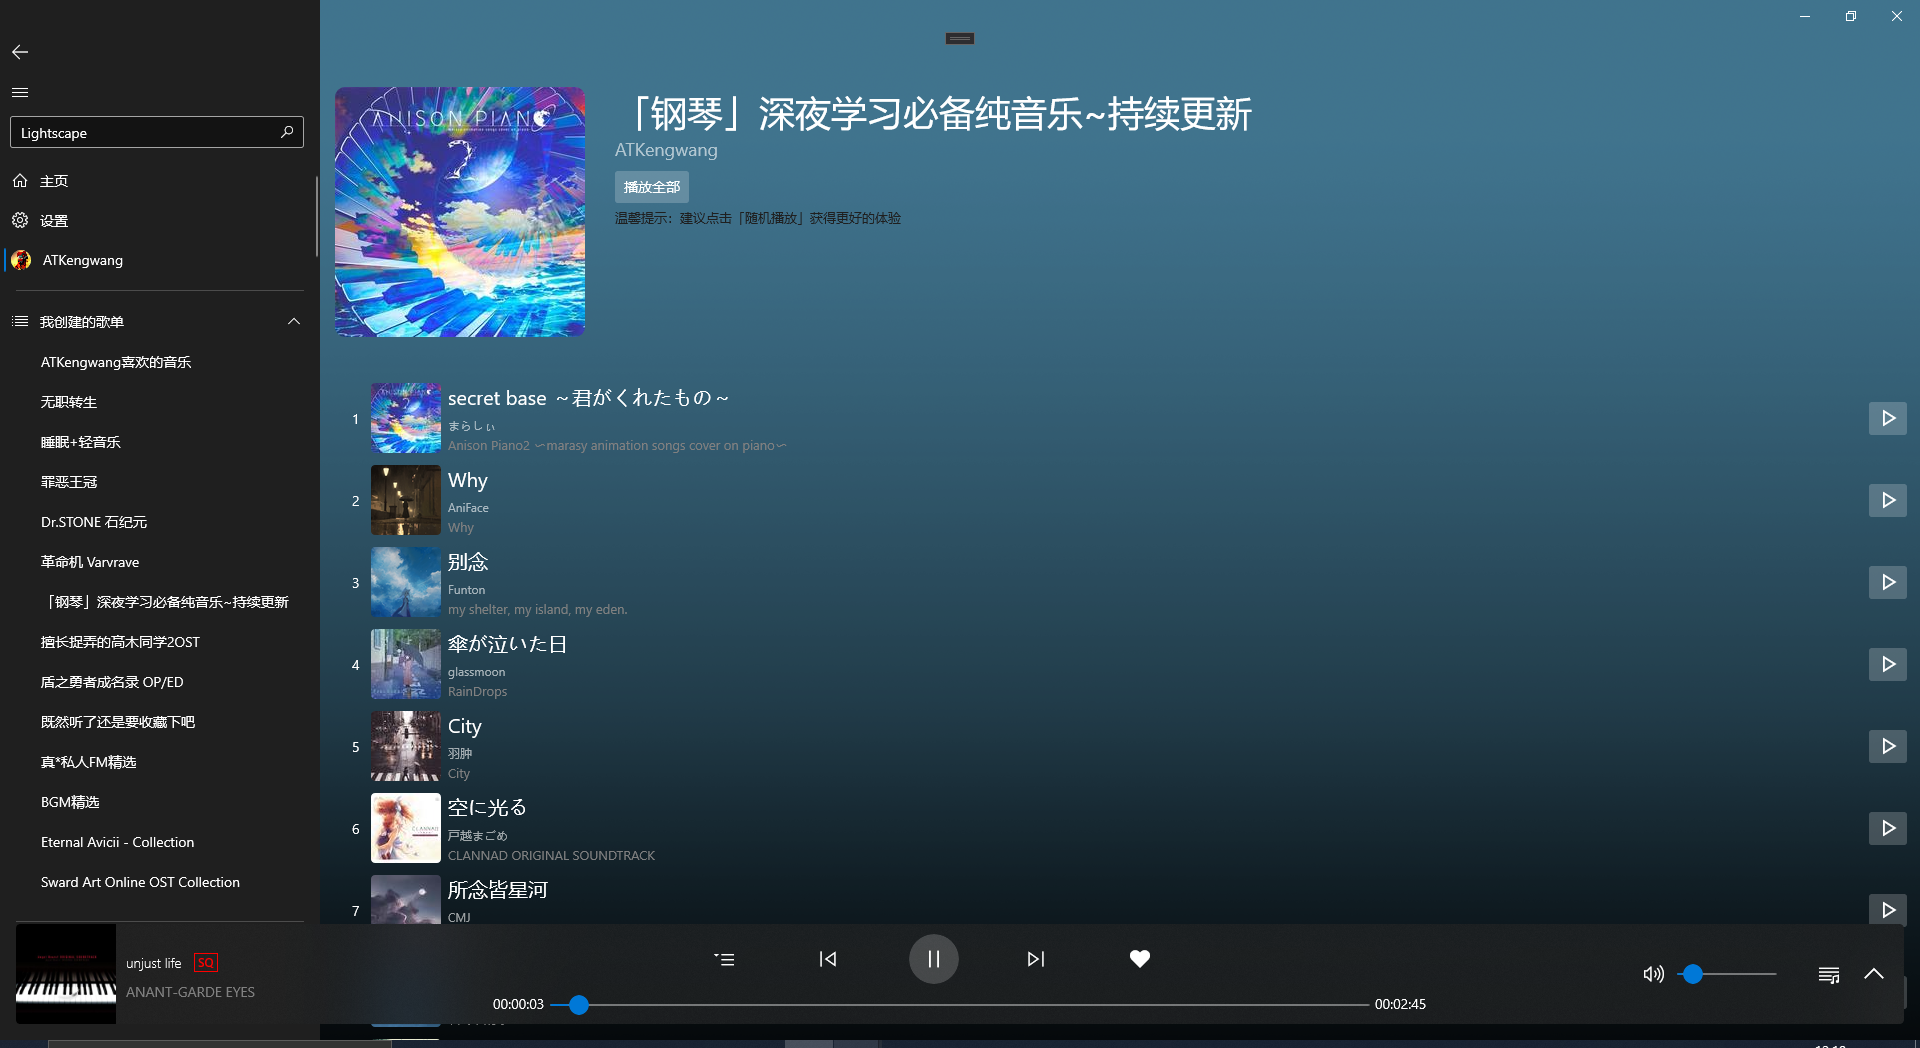 Lightscape
主页
设置
ATKengwang
我创建的歌单
ATKengwang喜欢的音乐
无职转生
睡眠+轻音乐
罪恶王冠
Dr.STONE 石纪元
革命机 Varvrave
「钢琴」深夜学习必备纯音乐~持续更新
擅长捉弄的高木同学2OST
盾之勇者成名录 OP/ED
既然听了还是要收藏下吧
真*私人FM精选
BGM精选
Eternal Avicii - Collection
Sward Art Online OST Collection
ANISON PIANO
2
「钢琴」深夜学习必备纯音乐~持续更新
ATKengwang
播放全部
温馨提示：建议点击「随机播放」获得更好的体验
1
secret base ～君がくれたもの～
まらしぃ
Anison Piano2 ～marasy animation songs cover on piano～
2
Why
AniFace
Why
3
别念
Funton
my shelter, my island, my eden.
4
傘が泣いた日
glassmoon
RainDrops
5
City
羽肿
City
6
空に光る
戸越まごめ
CLANNAD ORIGINAL SOUNDTRACK
7
所念皆星河
CMJ
unjust life
SQ
ANANT-GARDE EYES
00:00:03
00:02:45